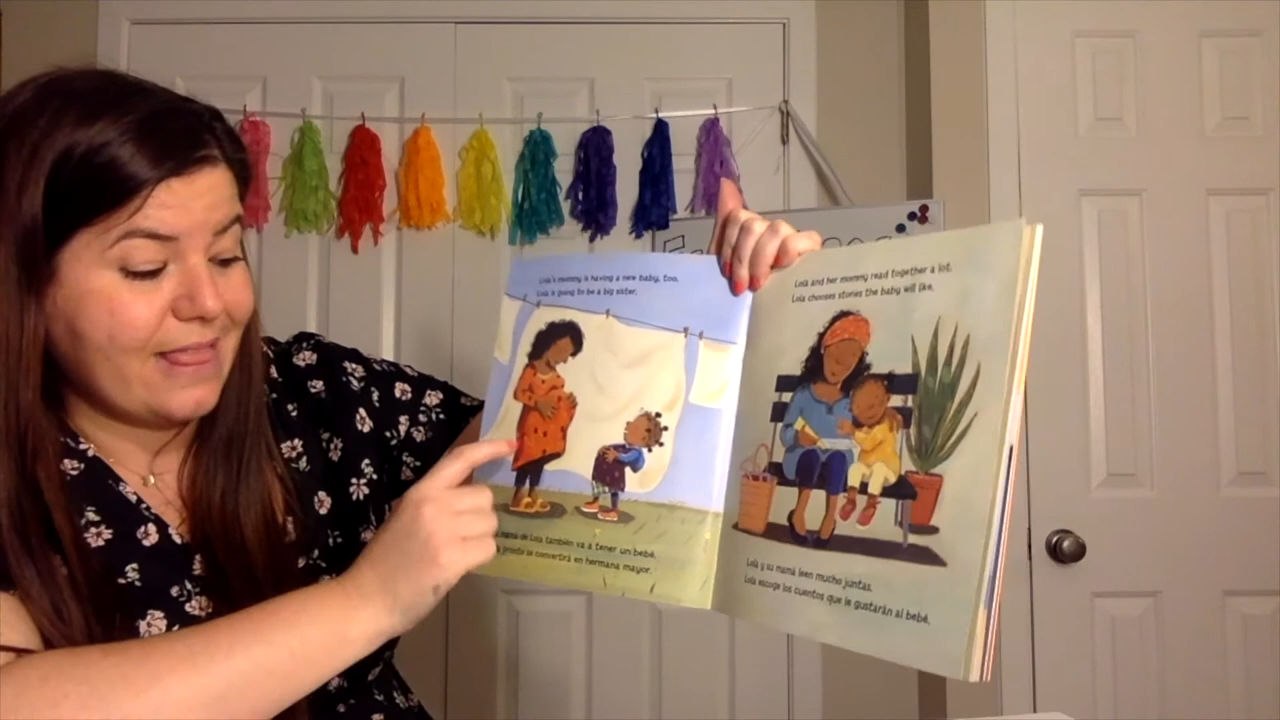 Lola's mommy is having a new baby, too.
Lola is going to be a big sister.
mamá de Lola también va a tener un bebé.
pronto se convertirá en hermana mayor.
Lola and her mommy read together a lot.
Lola chooses stories the baby will like.
Lola y su mamá leen mucho juntas.
Lola escoge los cuentos que le gustarán al bebé.